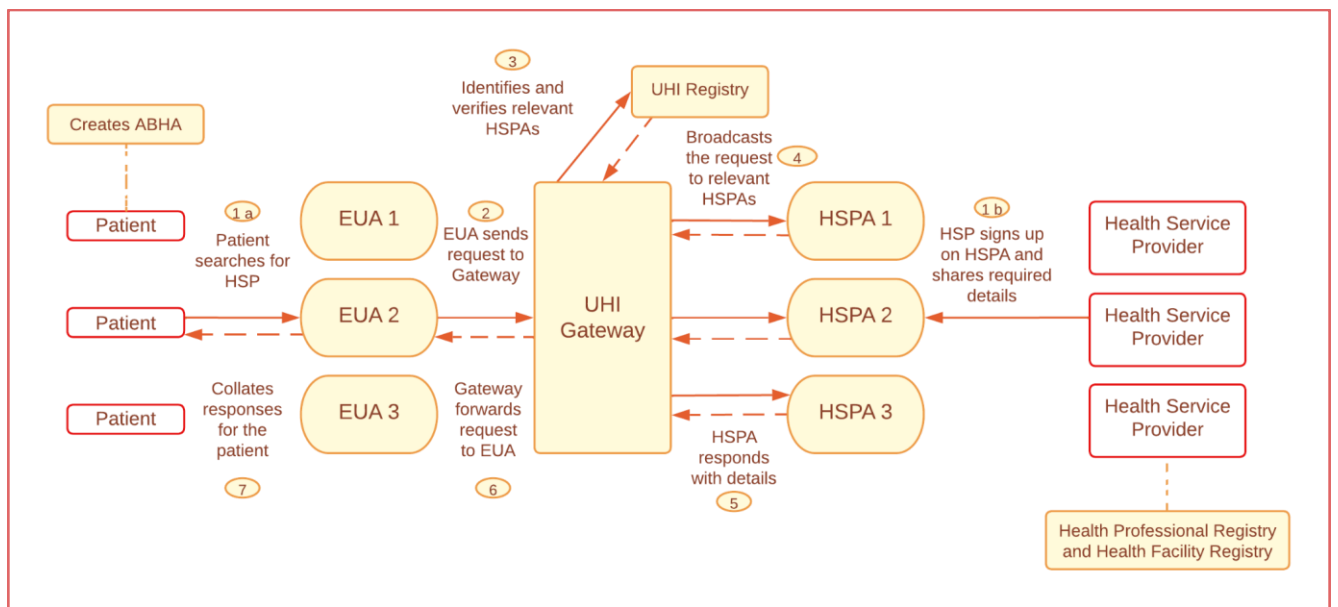 Creates ABHA
Patient
Patient
Patient
1 a
Patient
searches for
HSP
EUA 1
EUA 2
EUA 3
Collates
responses
for the
patient
7
2
EUA sends
request to
Gateway
Gateway
forwards
request
to EUA
6
3
Identifies and
verifies relevant
HSPAs
UHI Registry
UHI
Gateway
Broadcasts
the request
to relevant
HSPAs
4
HSPA 1
HSPA 2
HSPA 3
HSPA
responds
with details
5
1 b
HSP signs up
on HSPA and
shares required
details
Health Service
Provider
Health Service
Provider
Health Service
Provider
Health Professional Registry
and Health Facility Registry